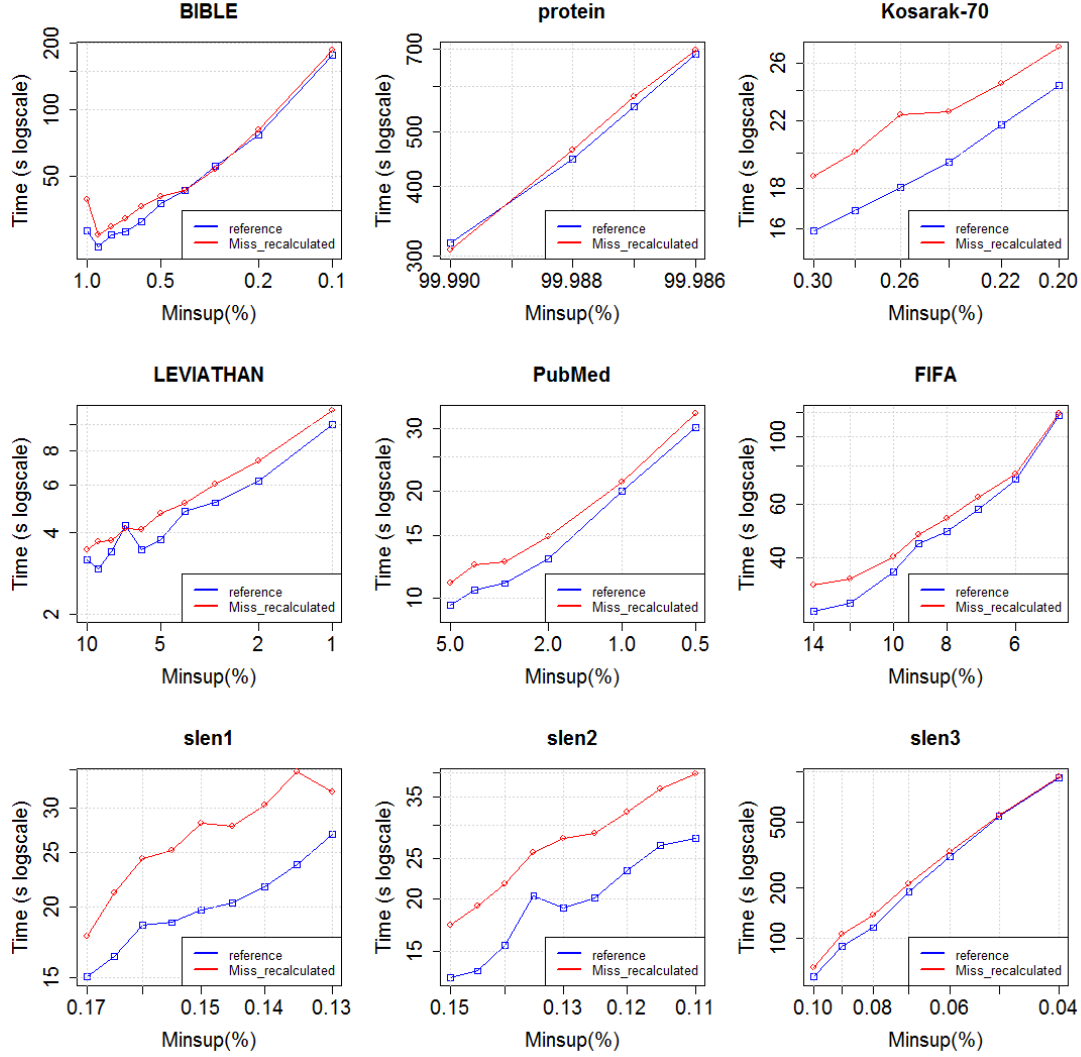 BIBLE
Time (s logscale)
200
100
50
1.0 0.5 0.2 0.1
Minsup(%)
reference
Miss_recalculated
protein
Time (s logscale)
700
500
400
300
99.990 99.988 99.986
Minsup(%)
reference
Miss_recalculated
Kosarak-70
Time (s logscale)
26
22
18
16
0.30 0.26 0.22 0.20
Minsup(%)
reference
Miss_recalculated
LEVIATHAN
Time (s logscale)
8
6
4
2
10 5 2 1
Minsup(%)
reference
Miss_recalculated
PubMed
Time (s logscale)
30
20
15
10
5.0 2.0 1.0 0.5
Minsup(%)
reference
Miss_recalculated
FIFA
Time (s logscale)
100
60
40
14 10 8 6
Minsup(%)
reference
Miss_recalculated
slen1
Time (s logscale)
30
25
20
15
0.17 0.15 0.14 0.13
Minsup(%)
reference
Miss_recalculated
slen2
Time (s logscale)
35
25
20
15
0.15 0.13 0.12 0.11
Minsup(%)
reference
Miss_recalculated
slen3
Time (s logscale)
500
200
100
0.10 0.08 0.06 0.04
Minsup(%)
reference
Miss_recalculated